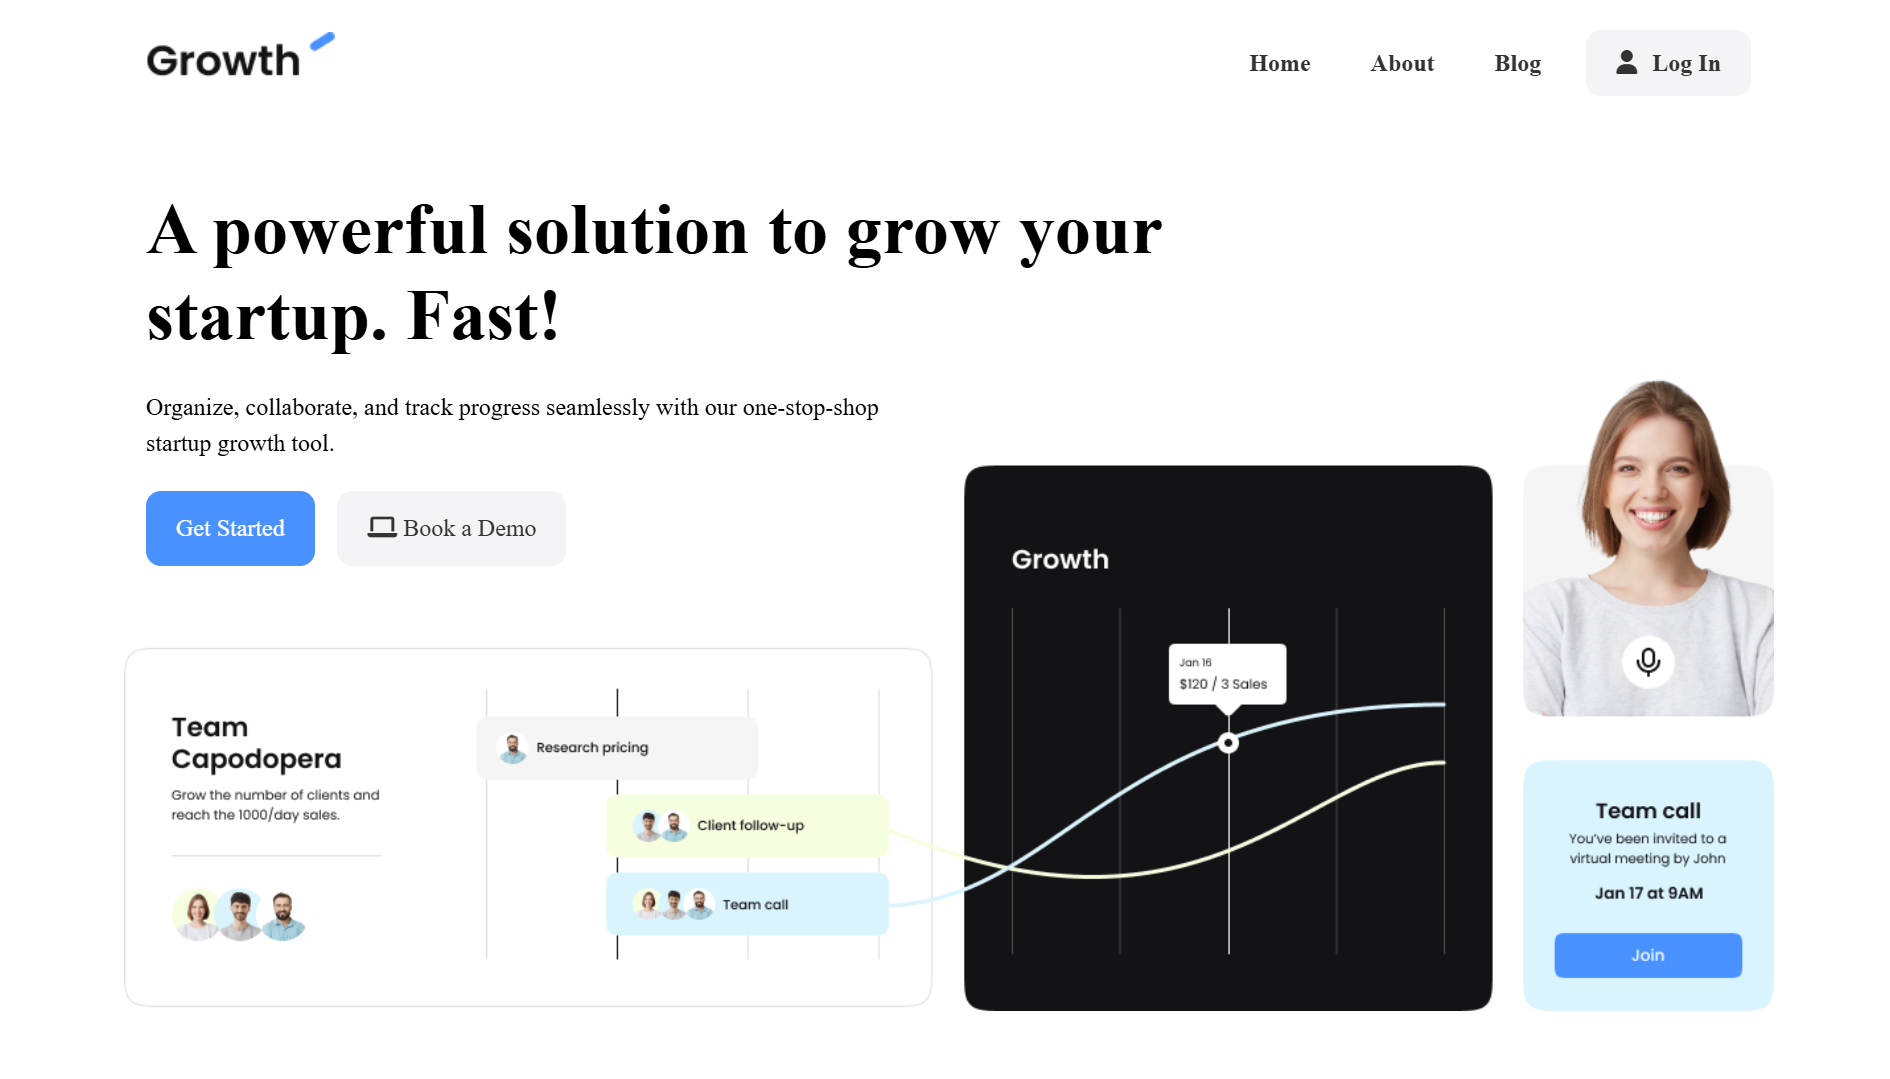 Growth
Home
About
Blog
Log In
A powerful solution to grow your
startup. Fast!
Organize, collaborate, and track progress seamlessly with our one-stop-shop
startup growth tool.
Get Started
Book a Demo
Team
Capodopera
Grow the number of clients and
reach the 1000/day sales.
Research pricing
Client follow-up
Team call
Growth
Jan 16
$120 / 3 Sales
Team call
You've been invited to a
virtual meeting by John
Jan 17 at 9AM
Join